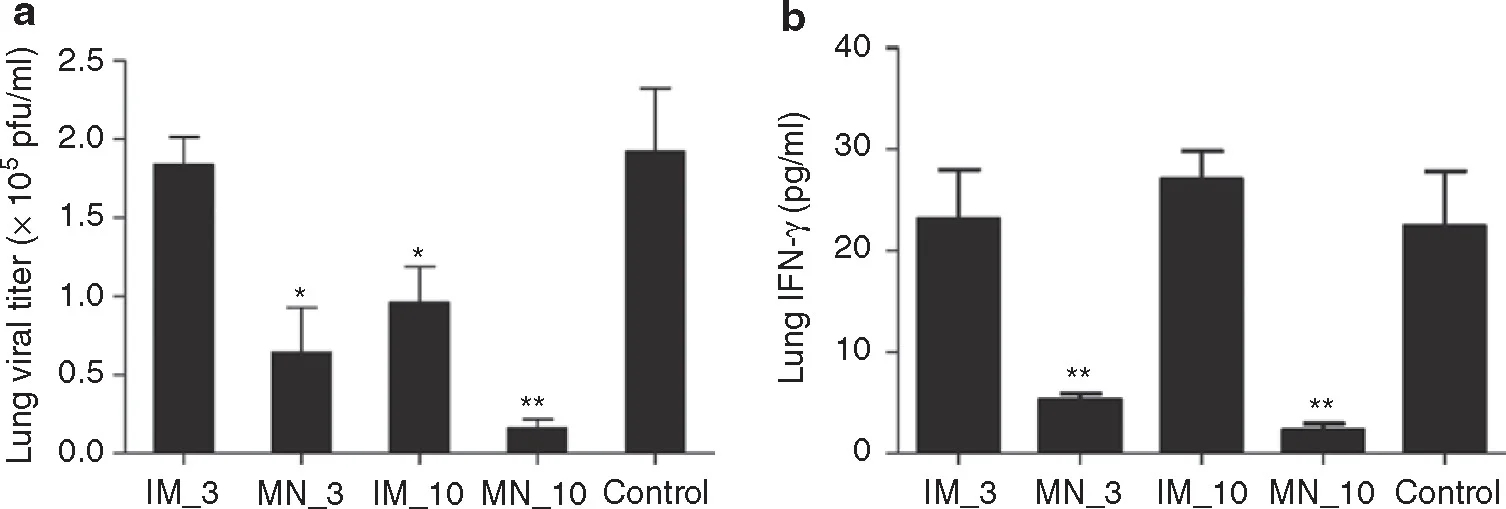 a
Lung viral titer (× 10⁵ pfu/ml)
2.5
2.0
1.5
1.0
0.5
0.0
*
*
**
IM_3 MN_3 IM_10 MN_10 Control
b
Lung IFN-γ (pg/ml)
40
30
20
10
0
**
**
IM_3 MN_3 IM_10 MN_10 Control